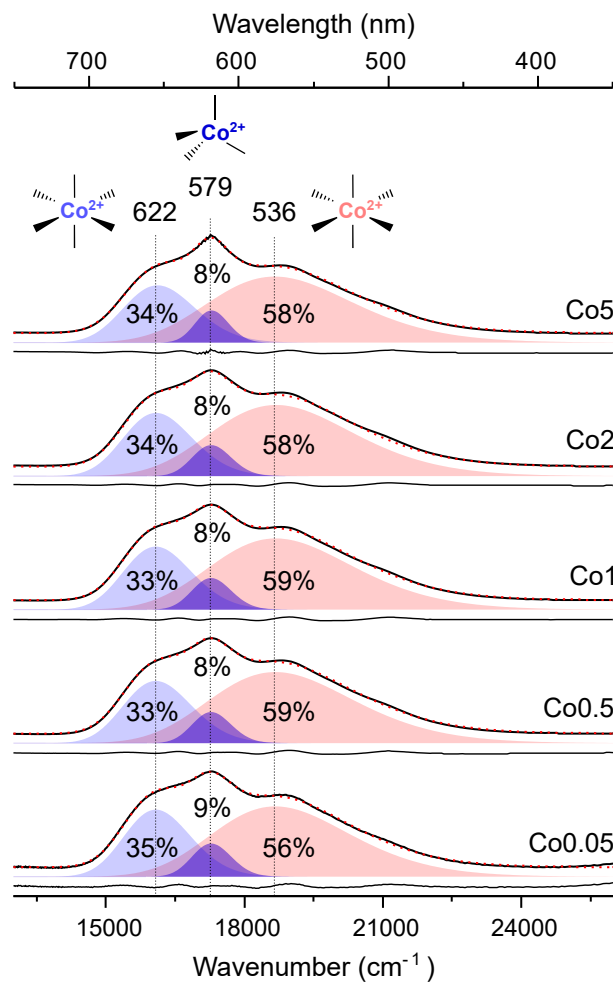 Wavelength (nm)
700 600 500 400
Co²⁺
622 579 536
Co²⁺ Co²⁺
8%
34% 58% Co5
8%
34% 58% Co2
8%
33% 59% Co1
8%
33% 59% Co0.5
9%
35% 56% Co0.05
15000 18000 21000 24000
Wavenumber (cm⁻¹)